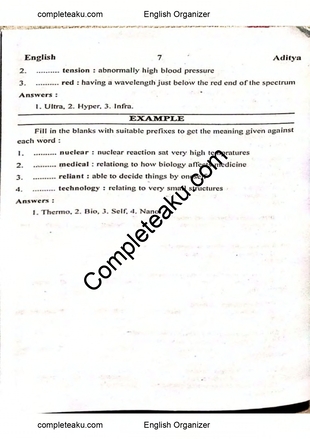 completeaku.com English Organizer
English 7 Aditya
2. .......... tension : abnormally high blood pressure
3. .......... red : having a wavelength just below the red end of the spectrum
Answers :
1. Ultra, 2. Hyper, 3. Infra.
EXAMPLE
Fill in the blanks with suitable prefixes to get the meaning given against
each word :
1. .......... nuclear : nuclear reaction sat very high temperatures
2. .......... medical : relationg to how biology affects medicine
3. .......... reliant : able to decide things by oneself
4. .......... technology : relating to very small structures
Answers :
1. Thermo, 2. Bio, 3. Self, 4. Nano
Completeaku.com
completeaku.com English Organizer